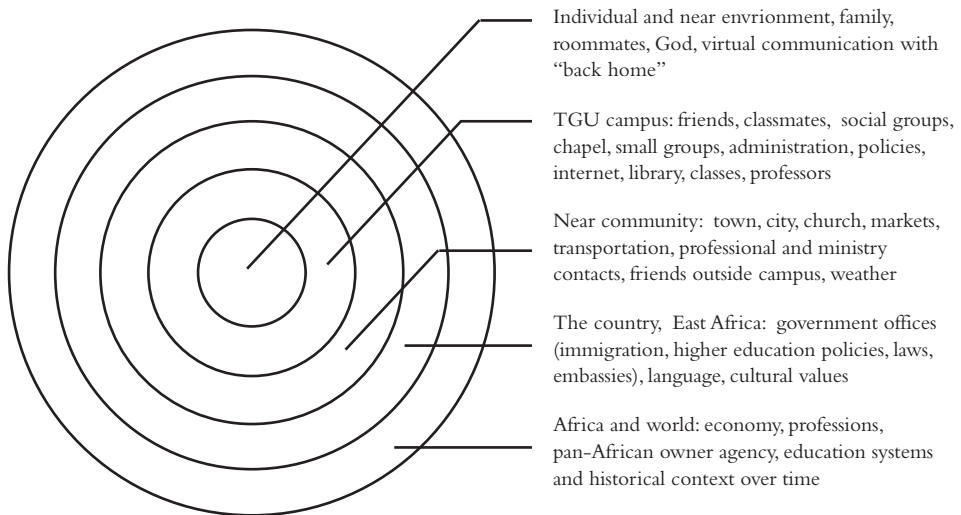 Individual and near envrionment, family,
roommates, God, virtual communication with
“back home”
TGU campus: friends, classmates, social groups,
chapel, small groups, administration, policies,
internet, library, classes, professors
Near community: town, city, church, markets,
transportation, professional and ministry
contacts, friends outside campus, weather
The country, East Africa: government offices
(immigration, higher education policies, laws,
embassies), language, cultural values
Africa and world: economy, professions,
pan-African owner agency, education systems
and historical context over time